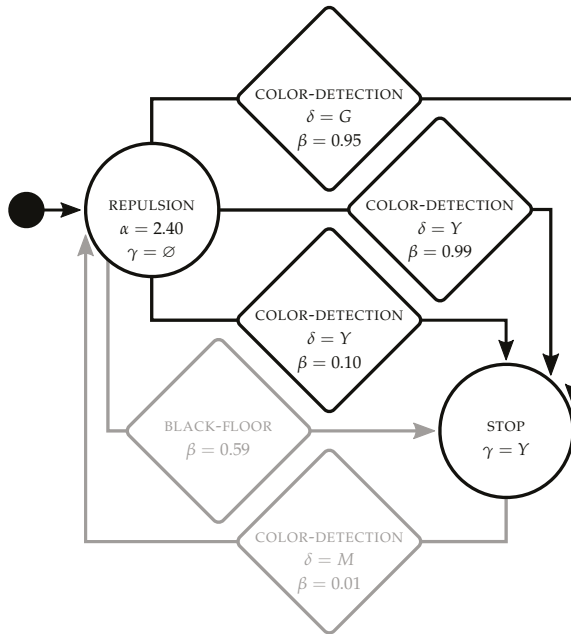 COLOR-DETECTION
δ = G
β = 0.95
REPULSION
α = 2.40
γ = ∅
COLOR-DETECTION
δ = Y
β = 0.99
COLOR-DETECTION
δ = Y
β = 0.10
BLACK-FLOOR
β = 0.59
STOP
γ = Y
COLOR-DETECTION
δ = M
β = 0.01